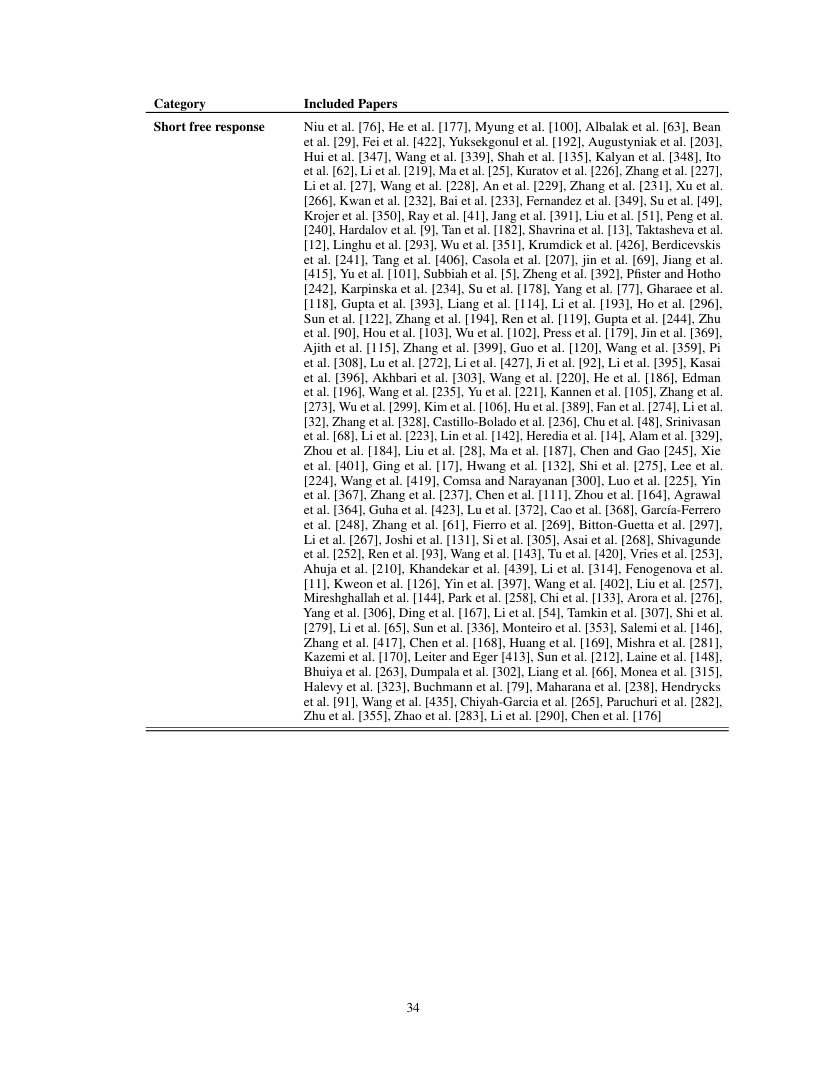 Category Included Papers
Short free response Niu et al. [76], He et al. [177], Myung et al. [100], Albalak et al. [63], Bean
et al. [29], Fei et al. [422], Yuksekgonul et al. [192], Augustyniak et al. [203],
Hui et al. [347], Wang et al. [339], Shah et al. [135], Kalyan et al. [348], Ito
et al. [62], Li et al. [219], Ma et al. [25], Kuratov et al. [226], Zhang et al. [227],
Li et al. [27], Wang et al. [228], An et al. [229], Zhang et al. [231], Xu et al.
[266], Kwan et al. [232], Bai et al. [233], Fernandez et al. [349], Su et al. [49],
Krojer et al. [350], Ray et al. [41], Jang et al. [391], Liu et al. [51], Peng et al.
[240], Hardalov et al. [9], Tan et al. [182], Shavrina et al. [13], Taktasheva et al.
[12], Linghu et al. [293], Wu et al. [351], Krumdick et al. [426], Berdicevskis
et al. [241], Tang et al. [406], Casola et al. [207], jin et al. [69], Jiang et al.
[415], Yu et al. [101], Subbiah et al. [5], Zheng et al. [392], Pfister and Hotho
[242], Karpinska et al. [234], Su et al. [178], Yang et al. [77], Gharaee et al.
[118], Gupta et al. [393], Liang et al. [114], Li et al. [193], Ho et al. [296],
Sun et al. [122], Zhang et al. [194], Ren et al. [119], Gupta et al. [244], Zhu
et al. [90], Hou et al. [103], Wu et al. [102], Press et al. [179], Jin et al. [369],
Ajith et al. [115], Zhang et al. [399], Guo et al. [120], Wang et al. [359], Pi
et al. [308], Lu et al. [272], Li et al. [427], Ji et al. [92], Li et al. [395], Kasai
et al. [396], Akhbari et al. [303], Wang et al. [220], He et al. [186], Edman
et al. [196], Wang et al. [235], Yu et al. [221], Kannen et al. [105], Zhang et al.
[273], Wu et al. [299], Kim et al. [106], Hu et al. [389], Fan et al. [274], Li et al.
[32], Zhang et al. [328], Castillo-Bolado et al. [236], Chu et al. [48], Srinivasan
et al. [68], Li et al. [223], Lin et al. [142], Heredia et al. [14], Alam et al. [329],
Zhou et al. [184], Liu et al. [28], Ma et al. [187], Chen and Gao [245], Xie
et al. [401], Ging et al. [17], Hwang et al. [132], Shi et al. [275], Lee et al.
[224], Wang et al. [419], Comsa and Narayanan [300], Luo et al. [225], Yin
et al. [367], Zhang et al. [237], Chen et al. [111], Zhou et al. [164], Agrawal
et al. [364], Guha et al. [423], Lu et al. [372], Cao et al. [368], García-Ferrero
et al. [248], Zhang et al. [61], Fierro et al. [269], Bitton-Guetta et al. [297],
Li et al. [267], Joshi et al. [131], Si et al. [305], Asai et al. [268], Shivagunde
et al. [252], Ren et al. [93], Wang et al. [143], Tu et al. [420], Vries et al. [253],
Ahuja et al. [210], Khandekar et al. [439], Li et al. [314], Fenogenova et al.
[11], Kweon et al. [126], Yin et al. [397], Wang et al. [402], Liu et al. [257],
Mireshghallah et al. [144], Park et al. [258], Chi et al. [133], Arora et al. [276],
Yang et al. [306], Ding et al. [167], Li et al. [54], Tamkin et al. [307], Shi et al.
[279], Li et al. [65], Sun et al. [336], Monteiro et al. [353], Salemi et al. [146],
Zhang et al. [417], Chen et al. [168], Huang et al. [169], Mishra et al. [281],
Kazemi et al. [170], Leiter and Eger [413], Sun et al. [212], Laine et al. [148],
Bhuiya et al. [263], Dumpala et al. [302], Liang et al. [66], Monea et al. [315],
Halevy et al. [323], Buchmann et al. [79], Maharana et al. [238], Hendrycks
et al. [91], Wang et al. [435], Chiyah-Garcia et al. [265], Paruchuri et al. [282],
Zhu et al. [355], Zhao et al. [283], Li et al. [290], Chen et al. [176]
34